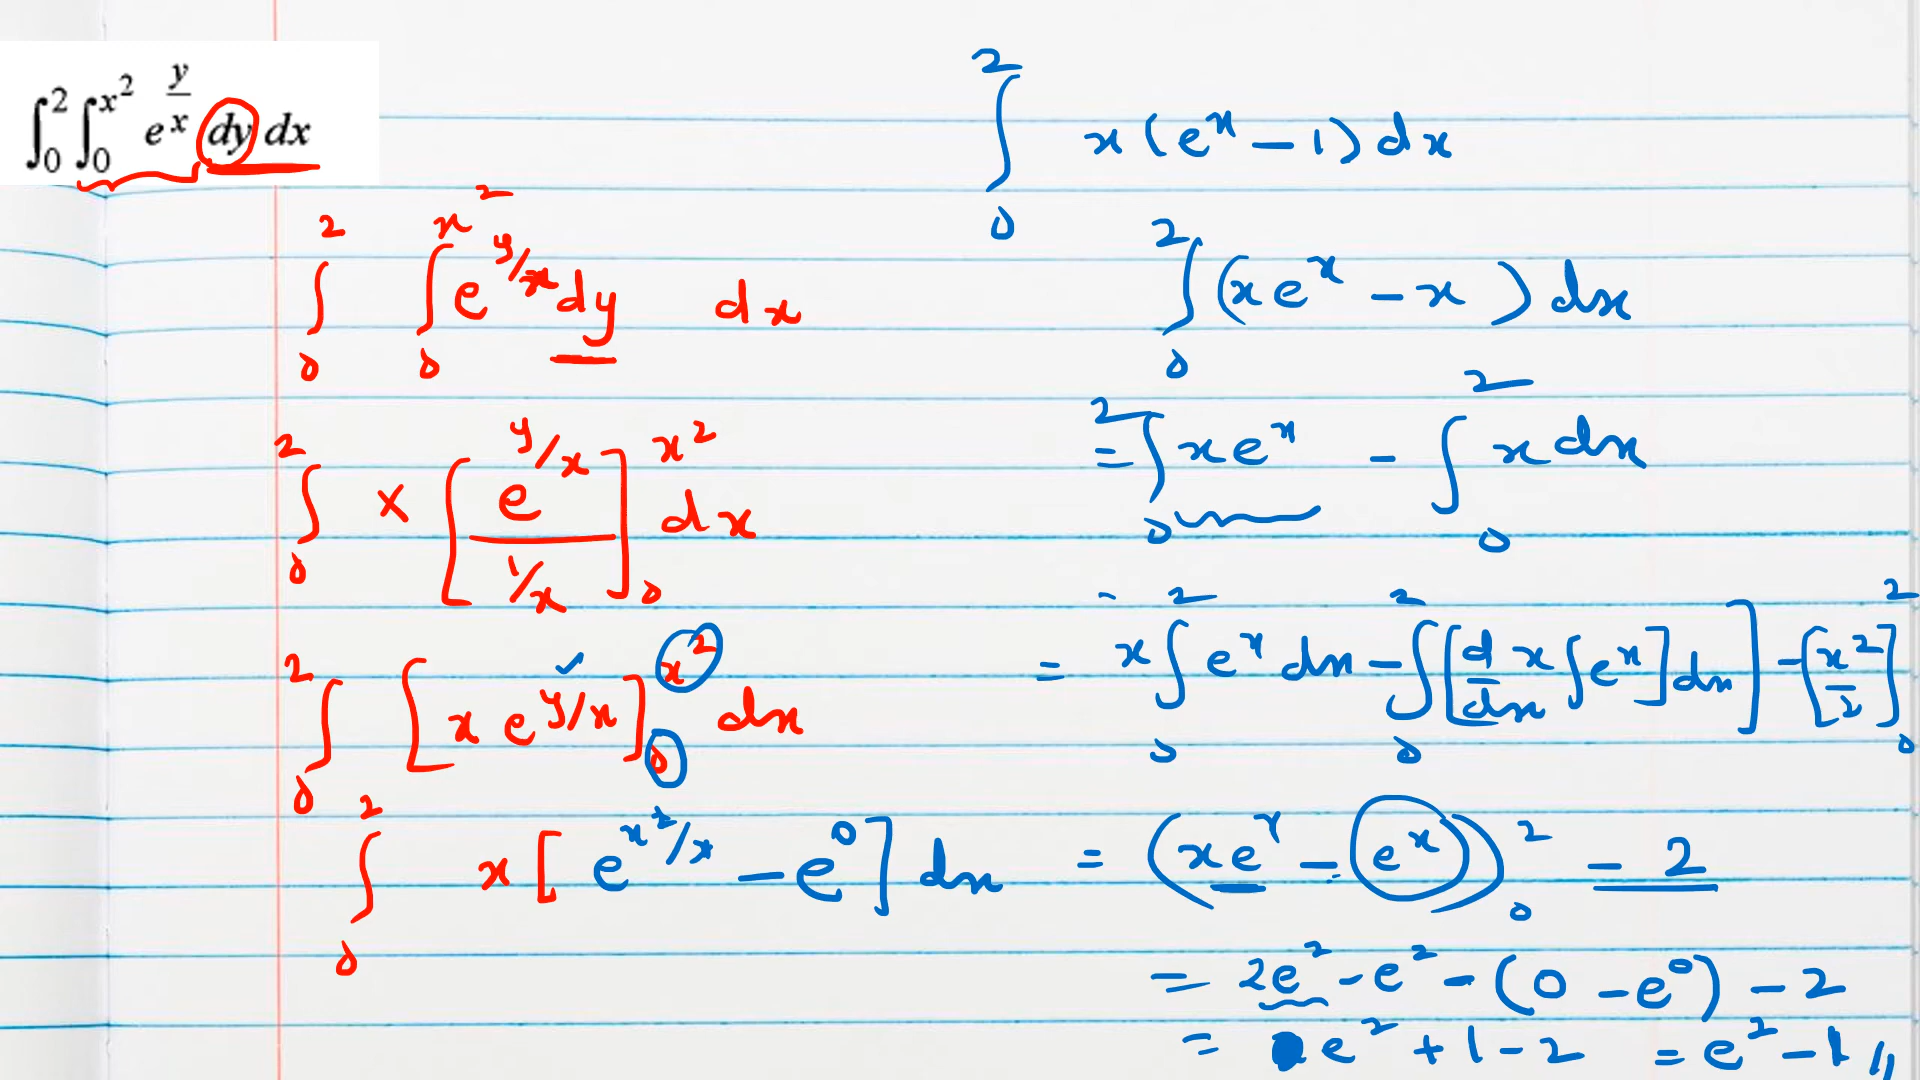 ∫₀² ∫₀^(x²) e^(y/x) dy dx
∫₀² ∫₀^(x²) e^(y/x) dy dx
∫₀² × [e^(y/x) / (1/x)]₀^(x²) dx
∫₀² [x e^(y/x)]₀^(x²) dx
∫₀² x[e^(x²/x) − e⁰] dx
∫₀² x(eˣ − 1) dx
∫₀² (xeˣ − x) dx
= ∫₀² xeˣ − ∫₀² x dx
= x ∫₀² eˣ dx − ∫₀² [d/dx x ∫eˣ] dx] − [x²/2]₀²
= (xeˣ − (eˣ))₀² − 2
= 2e² − e² − (0 − e⁰) − 2
= e² + 1 − 2 = e² − 1 //